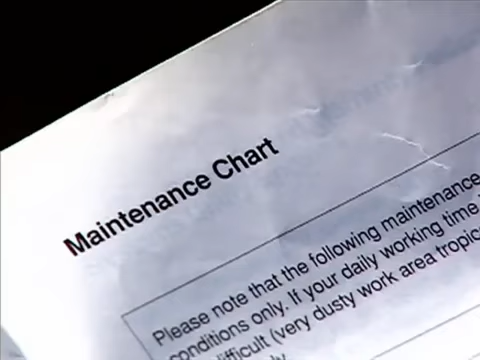 Maintenance Chart
Please note that the following maintenance
conditions only. If your daily working time
difficult (very dusty work area tropic